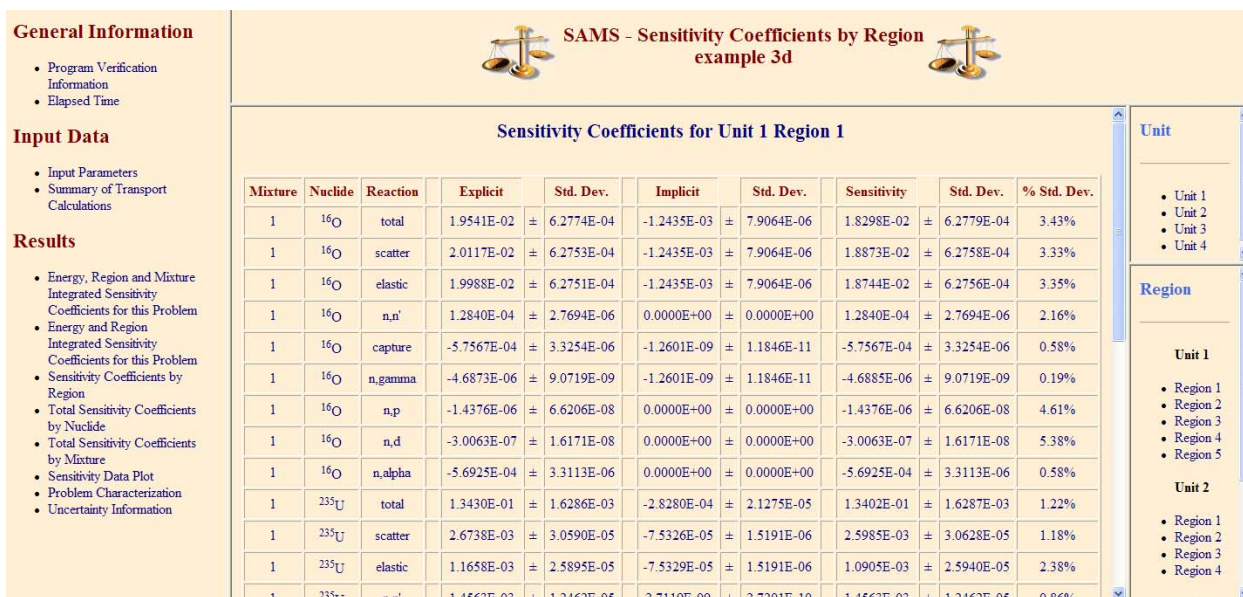 General Information
• Program Verification
Information
• Elapsed Time
Input Data
• Input Parameters
• Summary of Transport
Calculations
Results
• Energy, Region and Mixture
Integrated Sensitivity
Coefficients for this Problem
• Energy and Region
Integrated Sensitivity
Coefficients for this Problem
• Sensitivity Coefficients by
Region
• Total Sensitivity Coefficients
by Nuclide
• Total Sensitivity Coefficients
by Mixture
• Sensitivity Data Plot
• Problem Characterization
• Uncertainty Information
SAMS - Sensitivity Coefficients by Region
example 3d
Sensitivity Coefficients for Unit 1 Region 1
Mixture Nuclide Reaction Explicit Std. Dev. Implicit Std. Dev. Sensitivity Std. Dev. % Std. Dev.
1 ¹⁶O total 1.9541E-02 ± 6.2774E-04 -1.2435E-03 ± 7.9064E-06 1.8298E-02 ± 6.2779E-04 3.43%
1 ¹⁶O scatter 2.0117E-02 ± 6.2753E-04 -1.2435E-03 ± 7.9064E-06 1.8873E-02 ± 6.2758E-04 3.33%
1 ¹⁶O elastic 1.9988E-02 ± 6.2751E-04 -1.2435E-03 ± 7.9064E-06 1.8744E-02 ± 6.2756E-04 3.35%
1 ¹⁶O n,n' 1.2840E-04 ± 2.7694E-06 0.0000E+00 ± 0.0000E+00 1.2840E-04 ± 2.7694E-06 2.16%
1 ¹⁶O capture -5.7567E-04 ± 3.3254E-06 -1.2601E-09 ± 1.1846E-11 -5.7567E-04 ± 3.3254E-06 0.58%
1 ¹⁶O n,gamma -4.6873E-06 ± 9.0719E-09 -1.2601E-09 ± 1.1846E-11 -4.6885E-06 ± 9.0719E-09 0.19%
1 ¹⁶O n,p -1.4376E-06 ± 6.6206E-08 0.0000E+00 ± 0.0000E+00 -1.4376E-06 ± 6.6206E-08 4.61%
1 ¹⁶O n,d -3.0063E-07 ± 1.6171E-08 0.0000E+00 ± 0.0000E+00 -3.0063E-07 ± 1.6171E-08 5.38%
1 ¹⁶O n,alpha -5.6925E-04 ± 3.3113E-06 0.0000E+00 ± 0.0000E+00 -5.6925E-04 ± 3.3113E-06 0.58%
1 ²³⁵U total 1.3430E-01 ± 1.6286E-03 -2.8280E-04 ± 2.1275E-05 1.3402E-01 ± 1.6287E-03 1.22%
1 ²³⁵U scatter 2.6738E-03 ± 3.0590E-05 -7.5326E-05 ± 1.5191E-06 2.5985E-03 ± 3.0628E-05 1.18%
1 ²³⁵U elastic 1.1658E-03 ± 2.5895E-05 -7.5329E-05 ± 1.5191E-06 1.0905E-03 ± 2.5940E-05 2.38%
Unit
• Unit 1
• Unit 2
• Unit 3
• Unit 4
Region
Unit 1
• Region 1
• Region 2
• Region 3
• Region 4
• Region 5
Unit 2
• Region 1
• Region 2
• Region 3
• Region 4